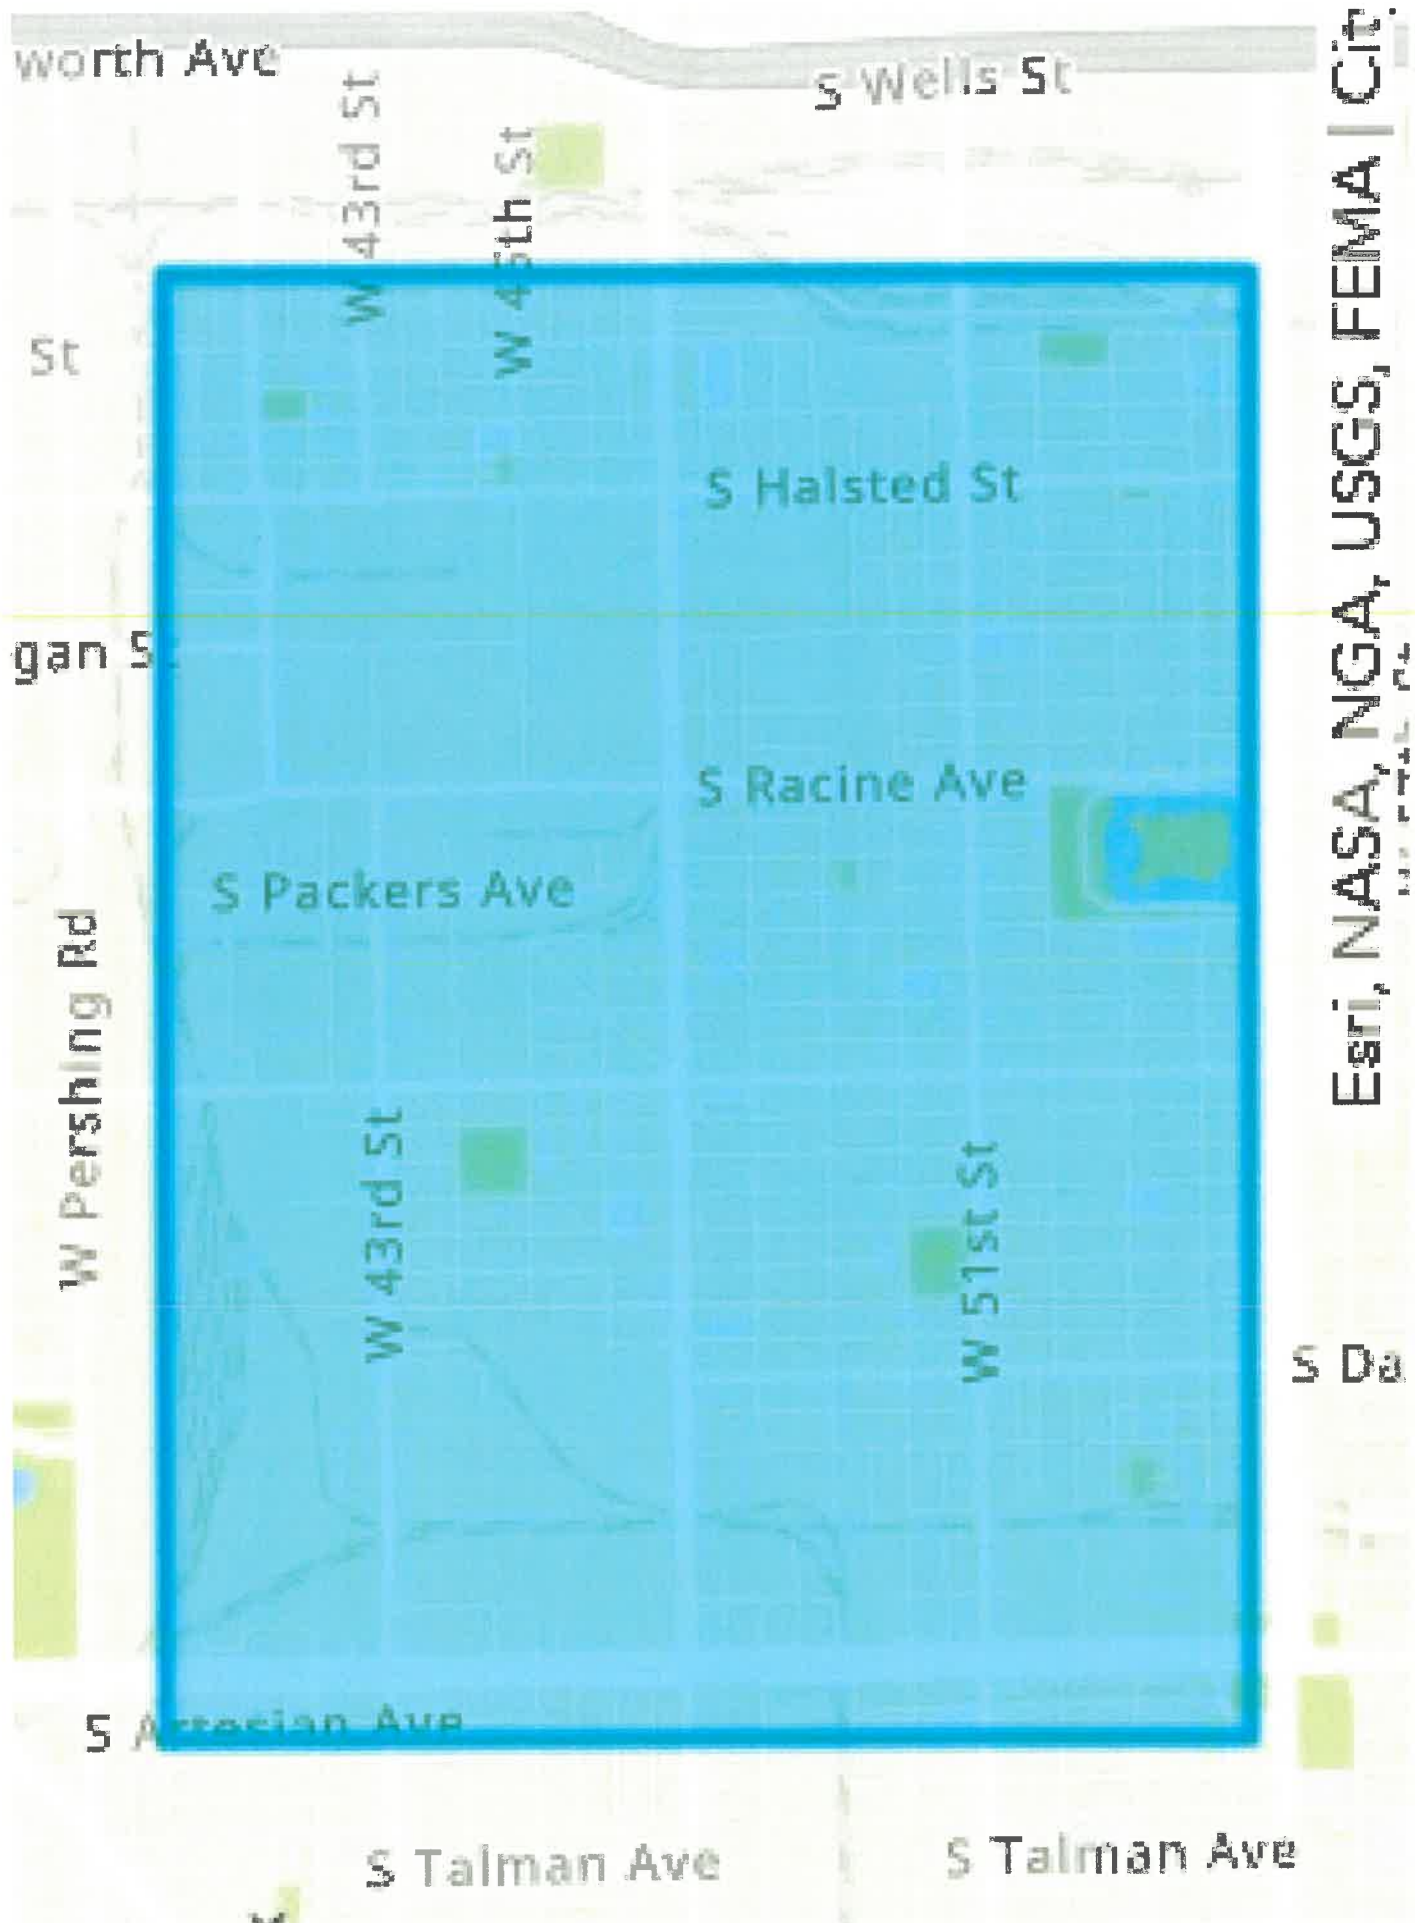 worth Ave
S Wells St
W 43rd St
W 45th St
St
S Halsted St
gan S
S Racine Ave
S Packers Ave
W Pershing Rd
W 43rd St
W 51st St
S Da
S Artesian Ave
S Talman Ave
S Talman Ave
Esri, NASA, NGA, USGS, FEMA | Cit